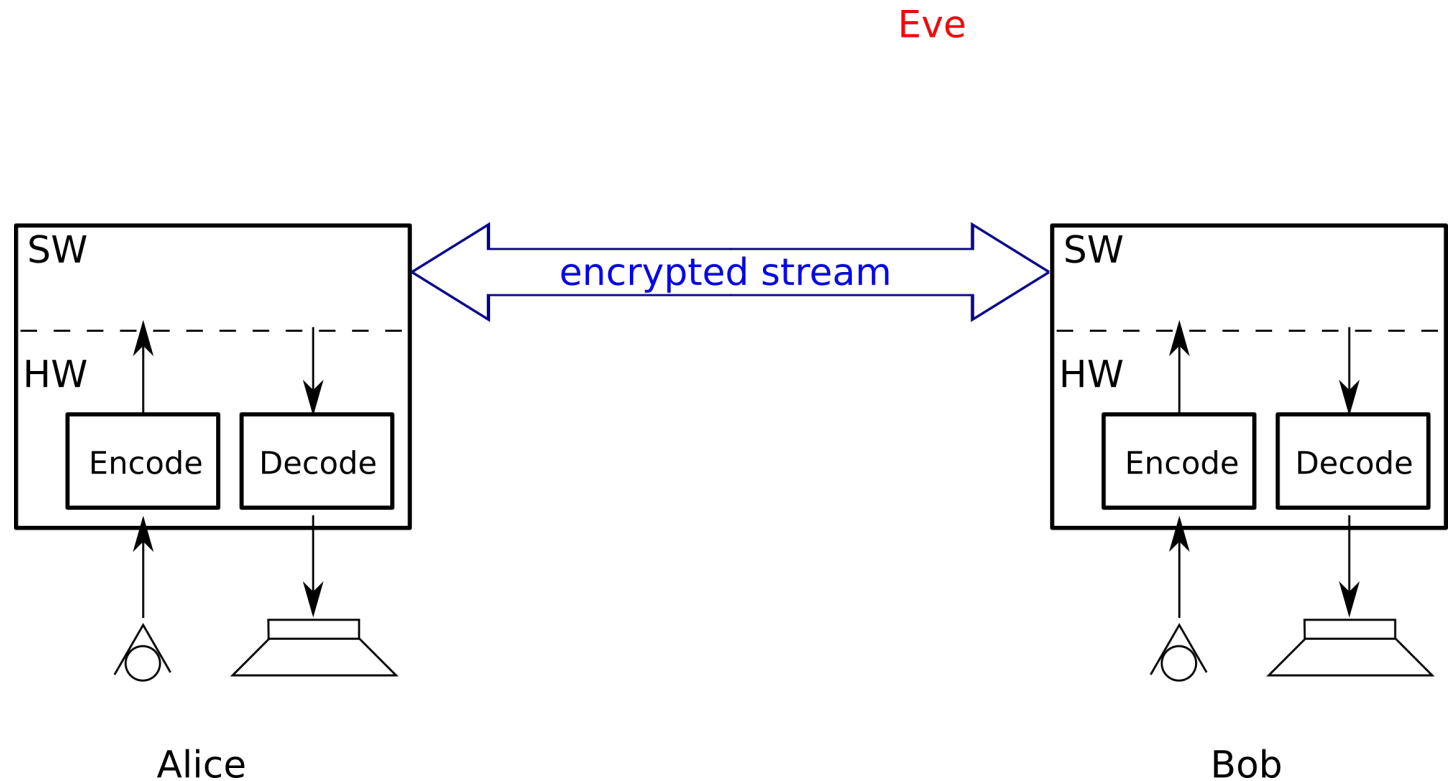 Eve
SW
encrypted stream
SW
HW
HW
Encode
Decode
Encode
Decode
Alice
Bob